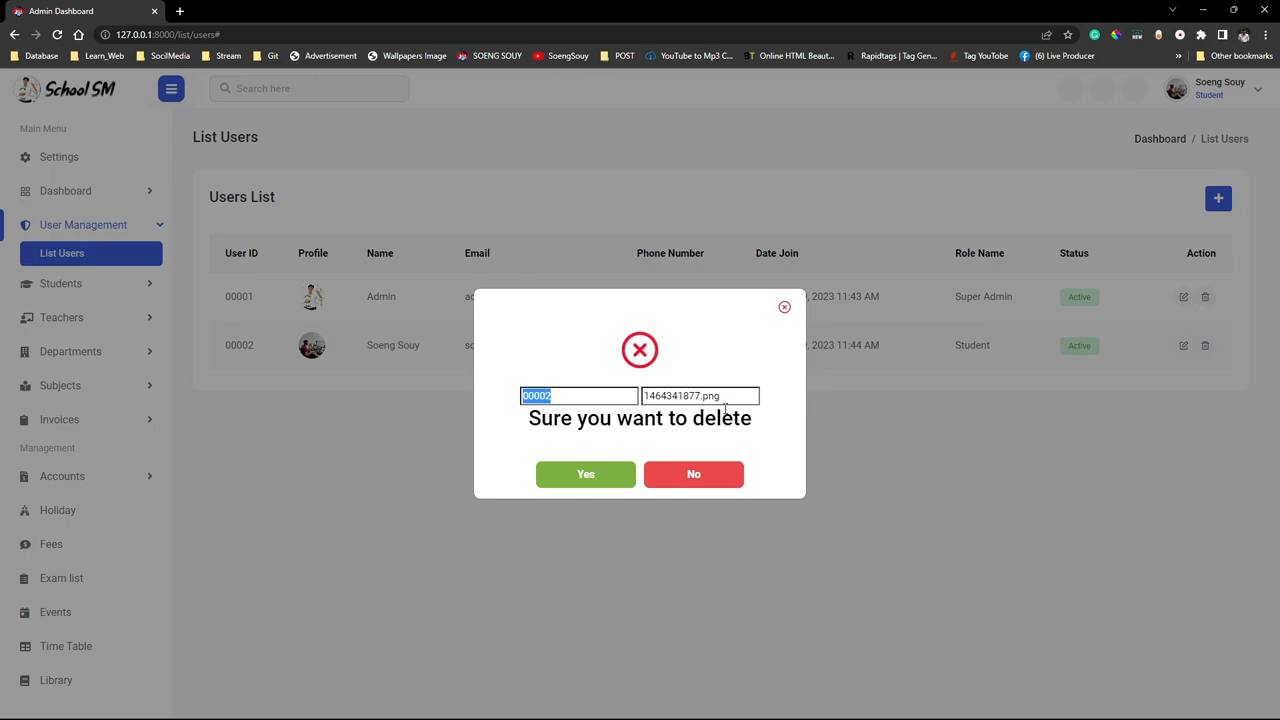 Admin Dashboard
127.0.0.1:8000/list/users#
Database Learn_Web SocilMedia Stream Git Advertisement Wallpaper Engine SOENG SOUY SoengSouy POST YouTube to Mp3 C... Online HTML Beaut... Rapidtags | Tag Gen... Tag YouTube (6) Live Producer » Other bookmarks
School SM
Search here
Soeng Souy
Student
Main Menu
Settings
Dashboard
User Management
List Users
Students
Teachers
Departments
Subjects
Invoices
Management
Accounts
Holiday
Fees
Exam list
Events
Time Table
Library
List Users
Dashboard / List Users
Users List
User ID Profile Name Email Phone Number Date Join Role Name Status Action
00001 Admin 2023 11:43 AM Super Admin Active
00002 Soeng Souy 2023 11:44 AM Student Active
00002 1464341877.png
Sure you want to delete
Yes No